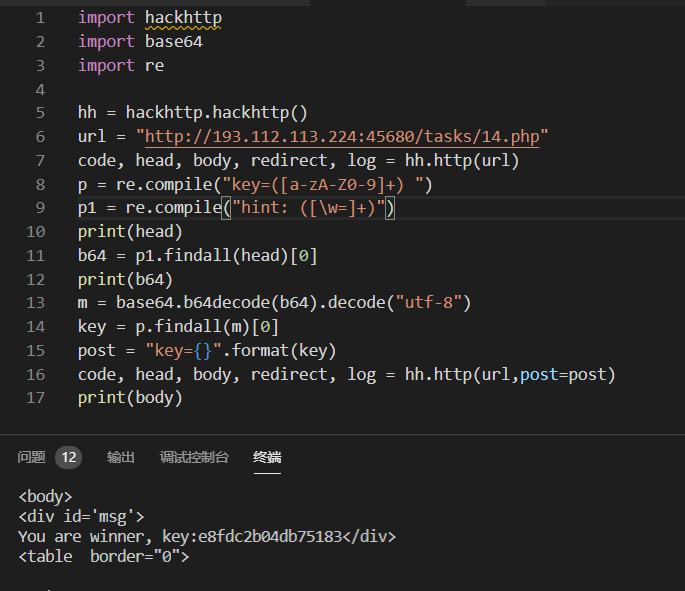 1 import hackhttp
2 import base64
3 import re
4
5 hh = hackhttp.hackhttp()
6 url = "http://193.112.113.224:45680/tasks/14.php"
7 code, head, body, redirect, log = hh.http(url)
8 p = re.compile("key=([a-zA-Z0-9]+) ")
9 p1 = re.compile("hint: ([\w=]+)")
10 print(head)
11 b64 = p1.findall(head)[0]
12 print(b64)
13 m = base64.b64decode(b64).decode("utf-8")
14 key = p.findall(m)[0]
15 post = "key={}".format(key)
16 code, head, body, redirect, log = hh.http(url,post=post)
17 print(body)
问题 12 输出 调试控制台 终端
<body>
<div id='msg'>
You are winner, key:e8fdc2b04db75183</div>
<table  border="0">